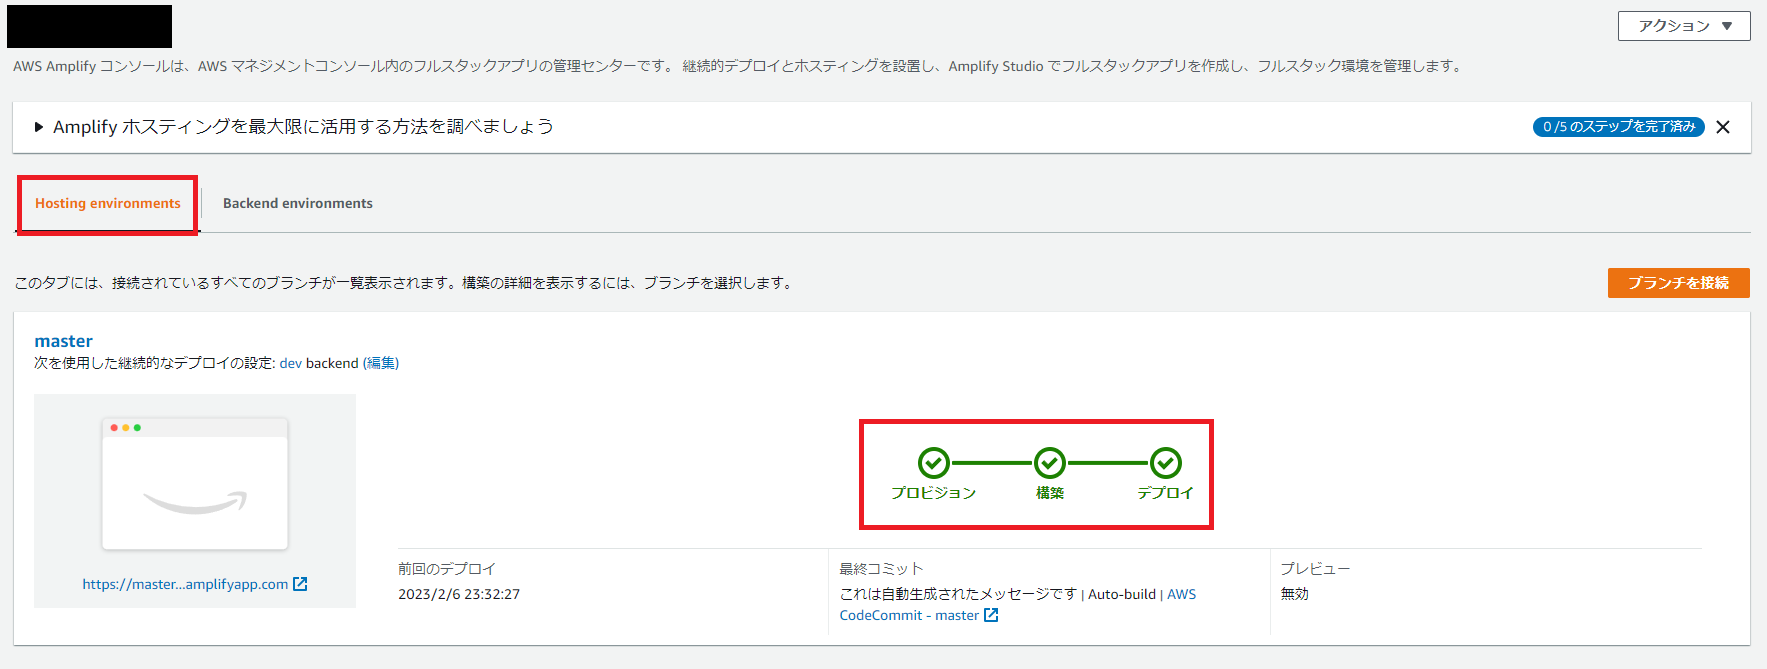 アクション ▼
AWS Amplify コンソールは、AWS マネジメントコンソール内のフルスタックアプリの管理センターです。 継続的デプロイとホスティングを設置し、Amplify Studio でフルスタックアプリを作成し、フルスタック環境を管理します。
Amplify ホスティングを最大限に活用する方法を調べましょう
0 /5 のステップを完了済み
Hosting environments
Backend environments
このタブには、接続されているすべてのブランチが一覧表示されます。構築の詳細を表示するには、ブランチを選択します。
ブランチを接続
master
次を使用した継続的なデプロイの設定: dev backend (編集)
プロビジョン
構築
デプロイ
https://master...amplifyapp.com
前回のデプロイ
2023/2/6 23:32:27
最終コミット
これは自動生成されたメッセージです | Auto-build | AWS
CodeCommit - master
プレビュー
無効